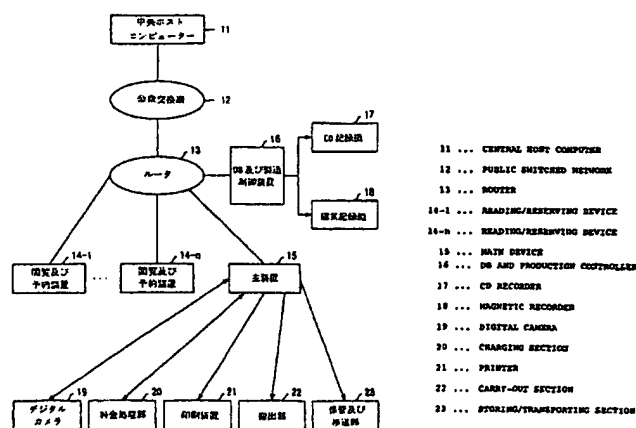 中央ホスト
コンピューター
11
公衆交換網
12
17
CD記録機
13
ルータ
16
DB及び製造
制御装置
18
磁気記録機
14-1
閲覧及び
予約装置
...
14-n
閲覧及び
予約装置
15
主装置
19
デジタル
カメラ
20
料金処理部
21
印刷装置
22
搬出部
23
保管及び
移送部
11 ... CENTRAL HOST COMPUTER
12 ... PUBLIC SWITCHED NETWORK
13 ... ROUTER
14-1 ... READING/RESERVING DEVICE
14-n ... READING/RESERVING DEVICE
15 ... MAIN DEVICE
16 ... DB AND PRODUCTION CONTROLLER
17 ... CD RECORDER
18 ... MAGNETIC RECORDER
19 ... DIGITAL CAMERA
20 ... CHARGING SECTION
21 ... PRINTER
22 ... CARRY-OUT SECTION
23 ... STORING/TRANSPORTING SECTION